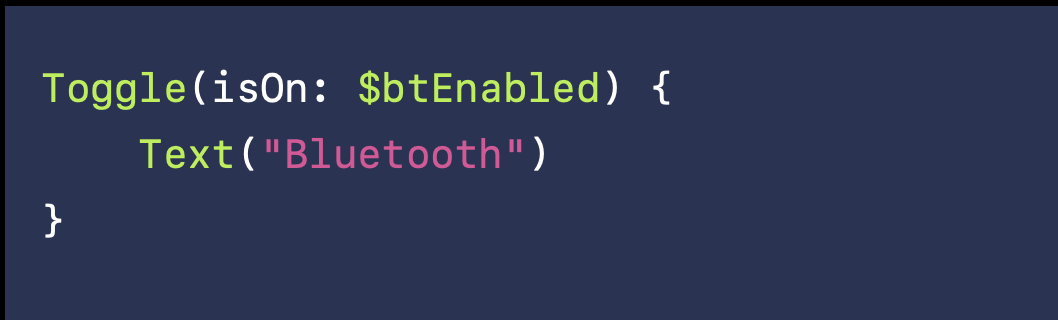 Toggle(isOn: $btEnabled) {
    Text("Bluetooth")
}